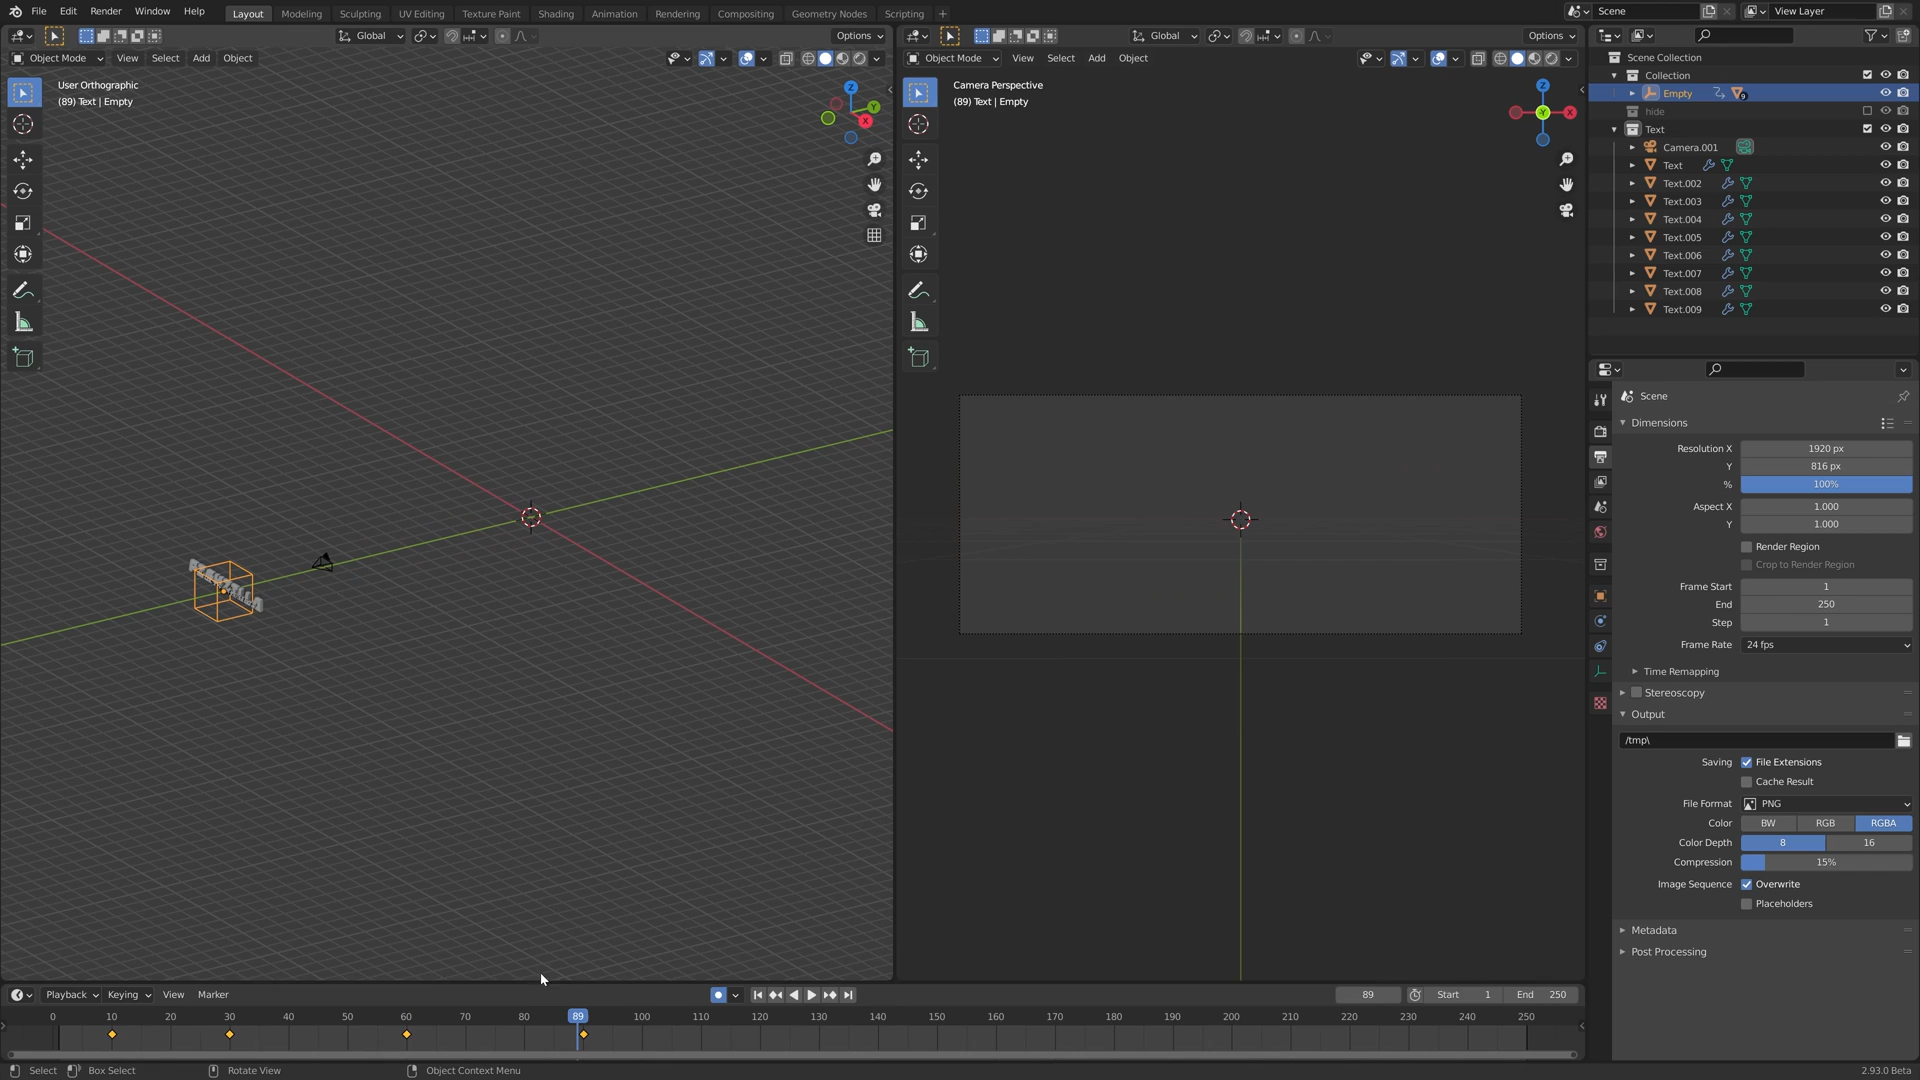 File Edit Render Window Help Layout Modeling Sculpting UV Editing Texture Paint Shading Animation Rendering Compositing Geometry Nodes Scripting + Scene View Layer
Global Options
Global Options
Object Mode View Select Add Object
Object Mode View Select Add Object
User Orthographic
(89) Text | Empty
Z
Y
X
Camera Perspective
(89) Text | Empty
Z
Y
X
Scene Collection
Collection
Empty 9
hide
Text
Camera.001
Text
Text.002
Text.003
Text.004
Text.005
Text.006
Text.007
Text.008
Text.009
Scene
Dimensions
Resolution X 1920 px
Y 816 px
% 100%
Aspect X 1.000
Y 1.000
Render Region
Crop to Render Region
Frame Start 1
End 250
Step 1
Frame Rate 24 fps
Time Remapping
Stereoscopy
Output
/tmp\
Saving File Extensions
Cache Result
File Format PNG
Color BW RGB RGBA
Color Depth 8 16
Compression 15%
Image Sequence Overwrite
Placeholders
Metadata
Post Processing
Playback Keying View Marker 89 Start 1 End 250
0 10 20 30 40 50 60 70 80 89 100 110 120 130 140 150 160 170 180 190 200 210 220 230 240 250
Select Box Select Rotate View Object Context Menu 2.93.0 Beta